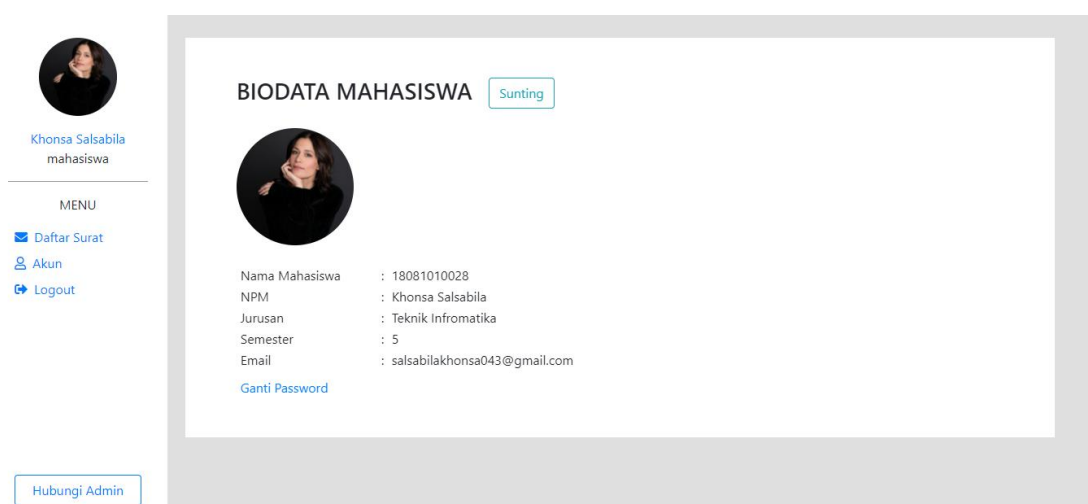 Khonsa Salsabila
mahasiswa
MENU
Daftar Surat
Akun
Logout
Hubungi Admin
BIODATA MAHASISWA Sunting
Nama Mahasiswa : 18081010028
NPM : Khonsa Salsabila
Jurusan : Teknik Infromatika
Semester : 5
Email : salsabilakhonsa043@gmail.com
Ganti Password